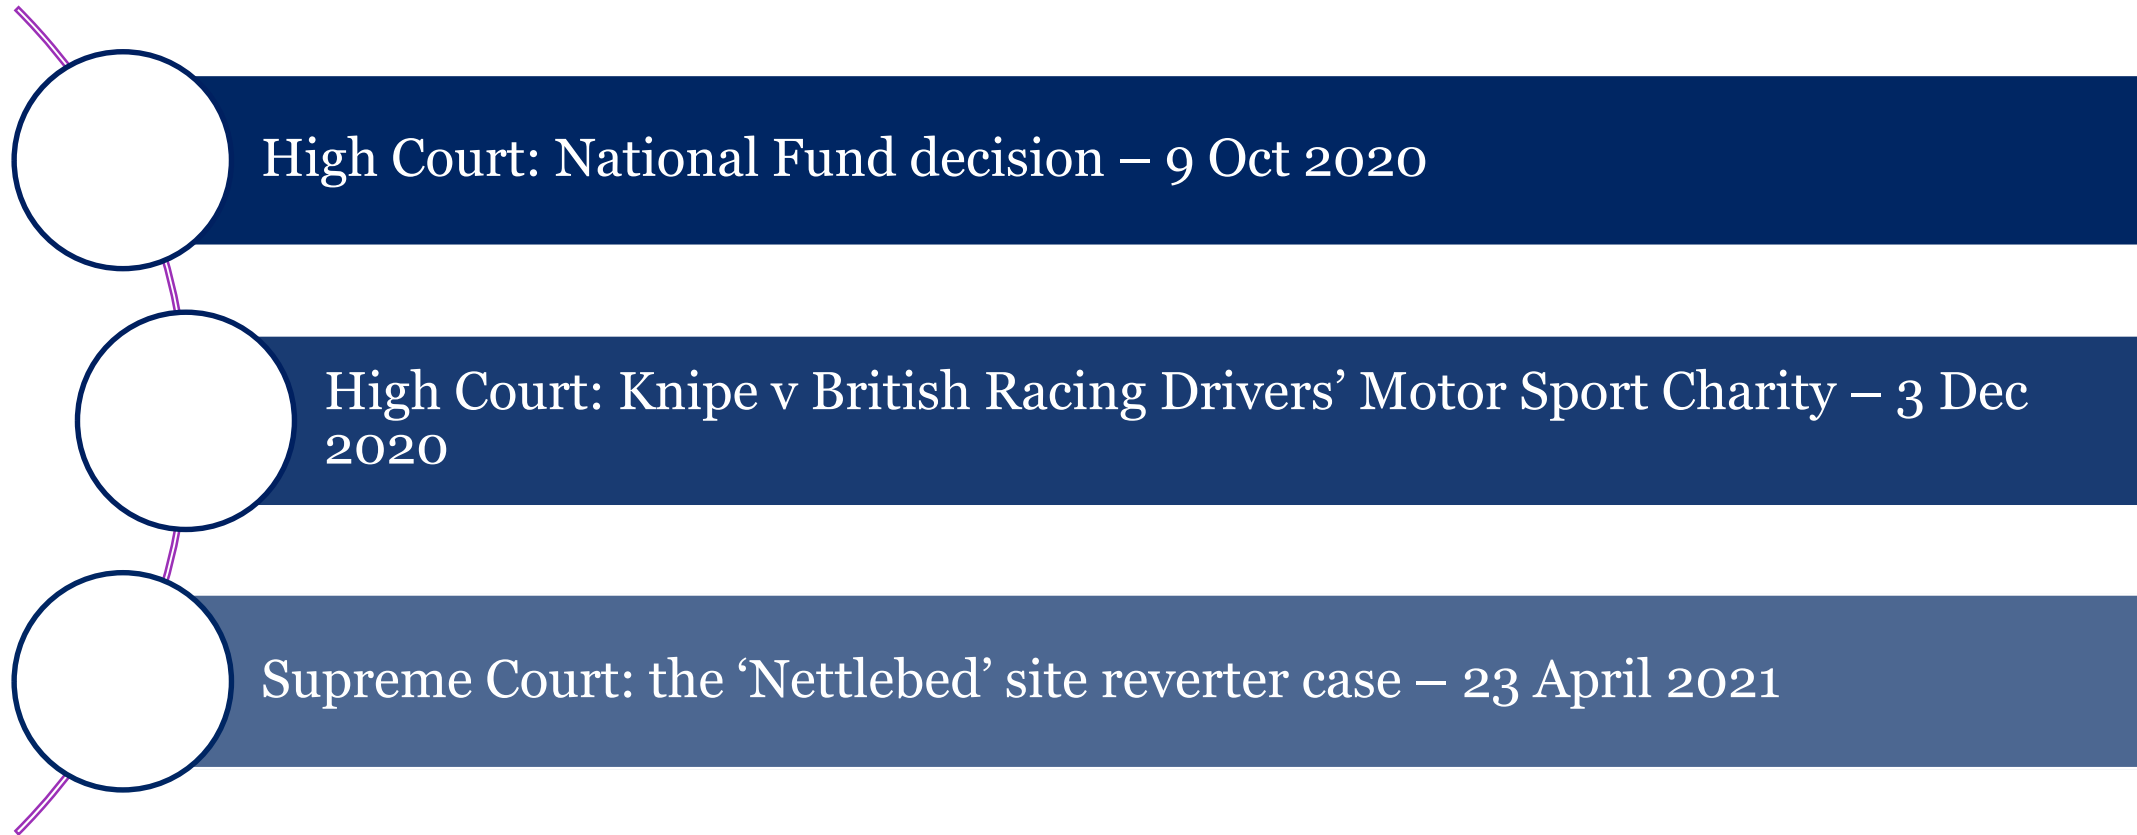 High Court: National Fund decision – 9 Oct 2020
High Court: Knipe v British Racing Drivers’ Motor Sport Charity – 3 Dec
2020
Supreme Court: the ‘Nettlebed’ site reverter case – 23 April 2021